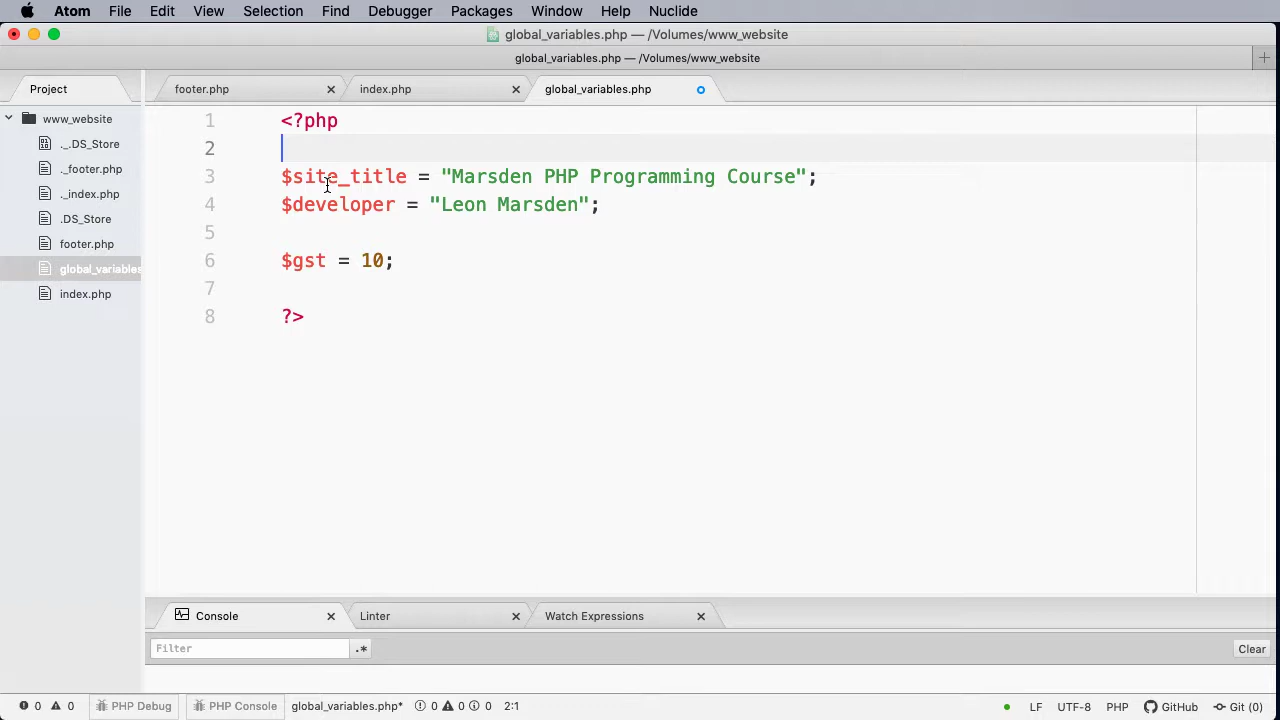 Atom File Edit View Selection Find Debugger Packages Window Help Nuclide
global_variables.php — /Volumes/www_website
global_variables.php — /Volumes/www_website
Project
footer.php
index.php
global_variables.php
www_website
._.DS_Store
._footer.php
._index.php
.DS_Store
footer.php
global_variables
index.php
1 <?php
2
3 $site_title = "Marsden PHP Programming Course";
4 $developer = "Leon Marsden";
5
6 $gst = 10;
7
8 ?>
Console
Linter
Watch Expressions
Filter .* Clear
0 0 PHP Debug PHP Console global_variables.php* 0 0 0 2:1 LF UTF-8 PHP GitHub Git (0)